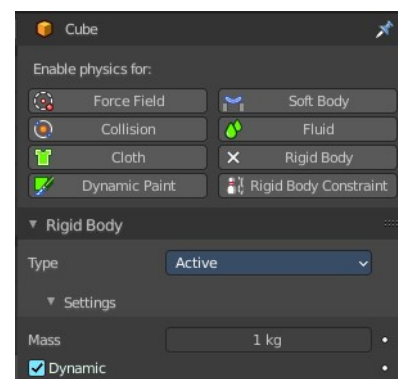 Cube
Enable physics for:
Force Field Soft Body
Collision Fluid
Cloth Rigid Body
Dynamic Paint Rigid Body Constraint
Rigid Body
Type Active
Settings
Mass 1 kg
Dynamic